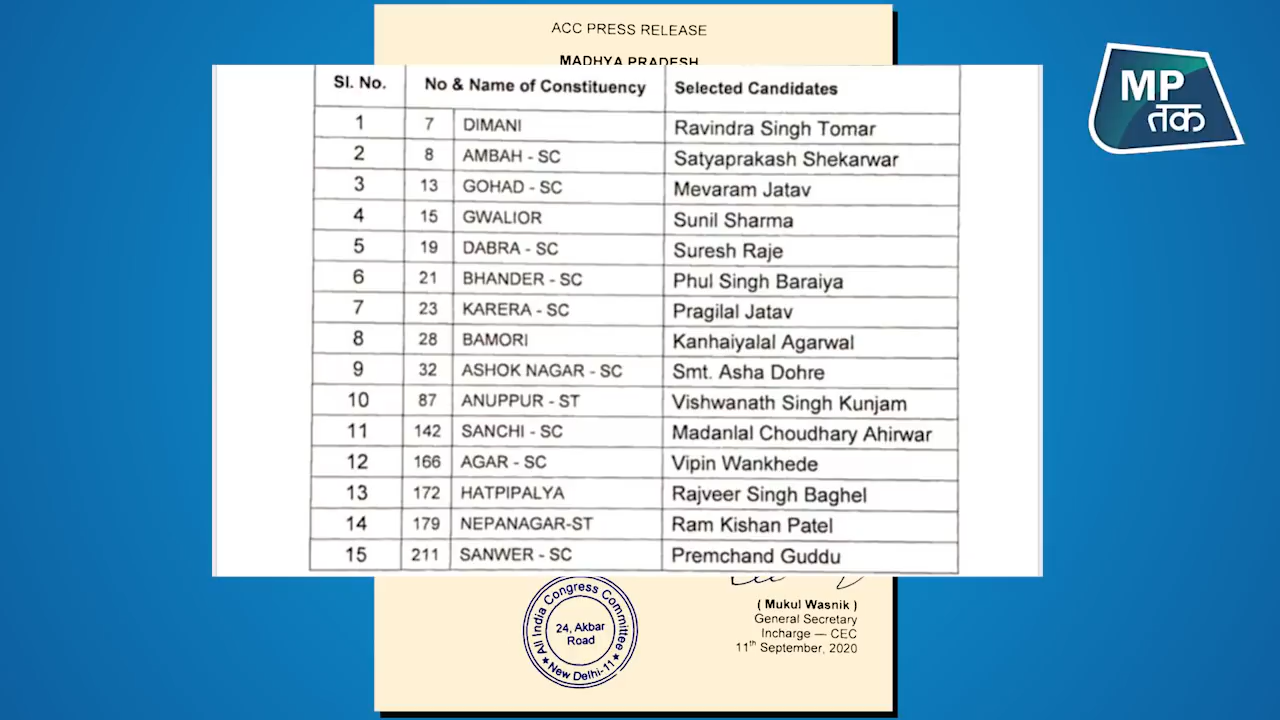 ACC PRESS RELEASE
MADHYA PRADESH
MP
तक
Sl. No. No & Name of Constituency Selected Candidates
1 7 DIMANI Ravindra Singh Tomar
2 8 AMBAH - SC Satyaprakash Shekarwar
3 13 GOHAD - SC Mevaram Jatav
4 15 GWALIOR Sunil Sharma
5 19 DABRA - SC Suresh Raje
6 21 BHANDER - SC Phul Singh Baraiya
7 23 KARERA - SC Pragilal Jatav
8 28 BAMORI Kanhaiyalal Agarwal
9 32 ASHOK NAGAR - SC Smt. Asha Dohre
10 87 ANUPPUR - ST Vishwanath Singh Kunjam
11 142 SANCHI - SC Madanlal Choudhary Ahirwar
12 166 AGAR - SC Vipin Wankhede
13 172 HATPIPALYA Rajveer Singh Baghel
14 179 NEPANAGAR-ST Ram Kishan Patel
15 211 SANWER - SC Premchand Guddu
All India Congress Committee
24, Akbar
Road
★ New Delhi-11 ★
( Mukul Wasnik )
General Secretary
Incharge — CEC
11th September, 2020